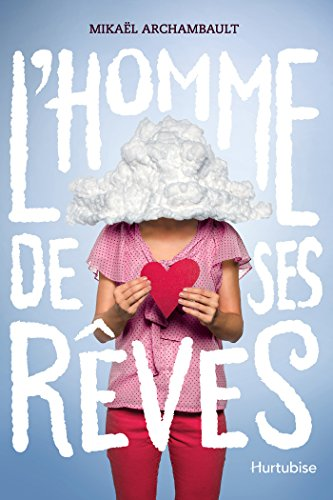 MIKAËL ARCHAMBAULT
L'HOMME
DE SES
RÊVES
Hurtubise